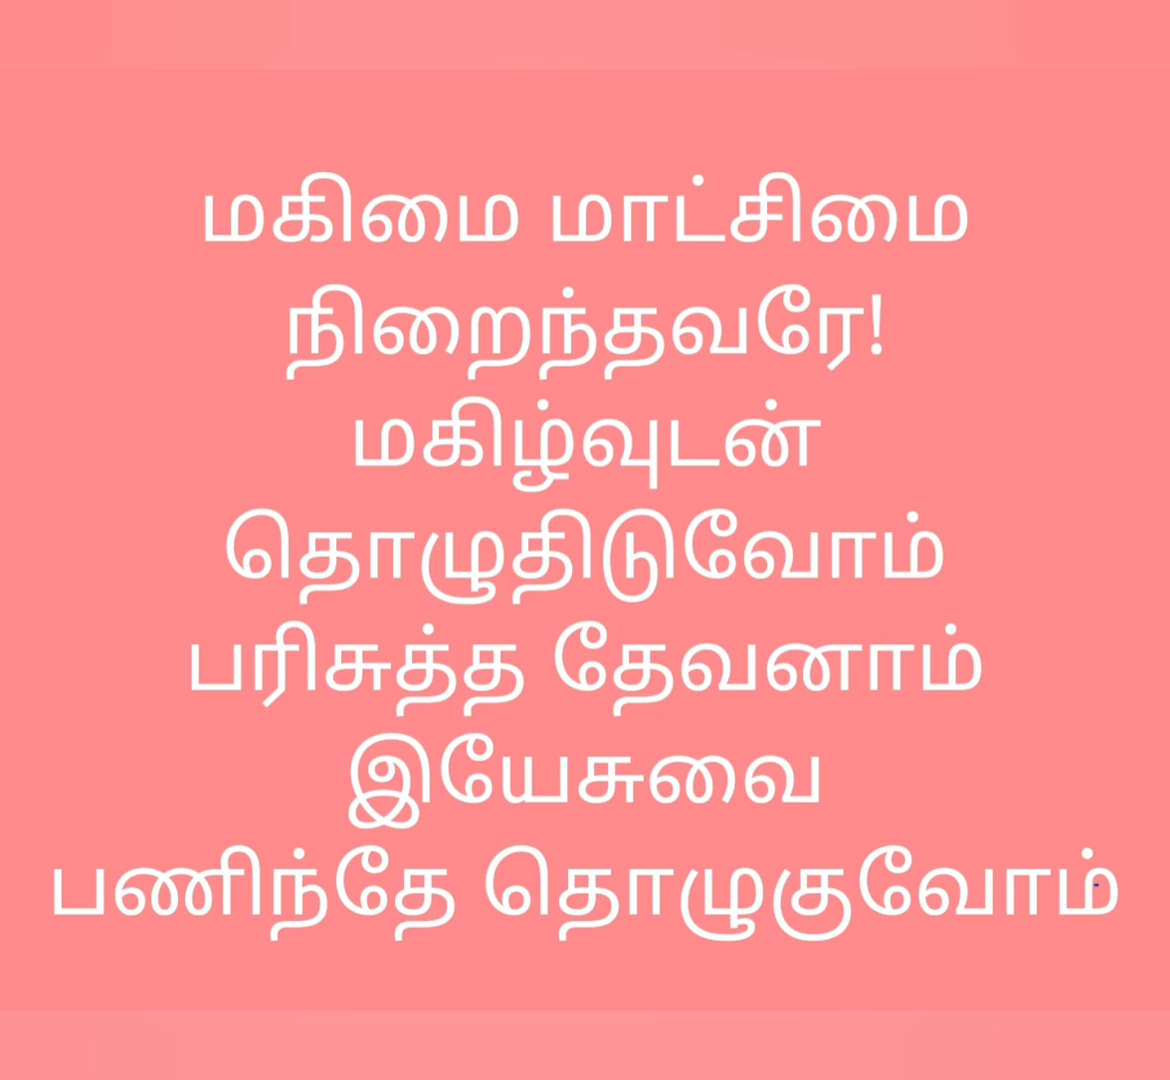 மகிமை மாட்சிமை
நிறைந்தவரே!
மகிழ்வுடன்
தொழுதிடுவோம்
பரிசுத்த தேவனாம்
இயேசுவை
பணிந்தே தொழுகுவோம்